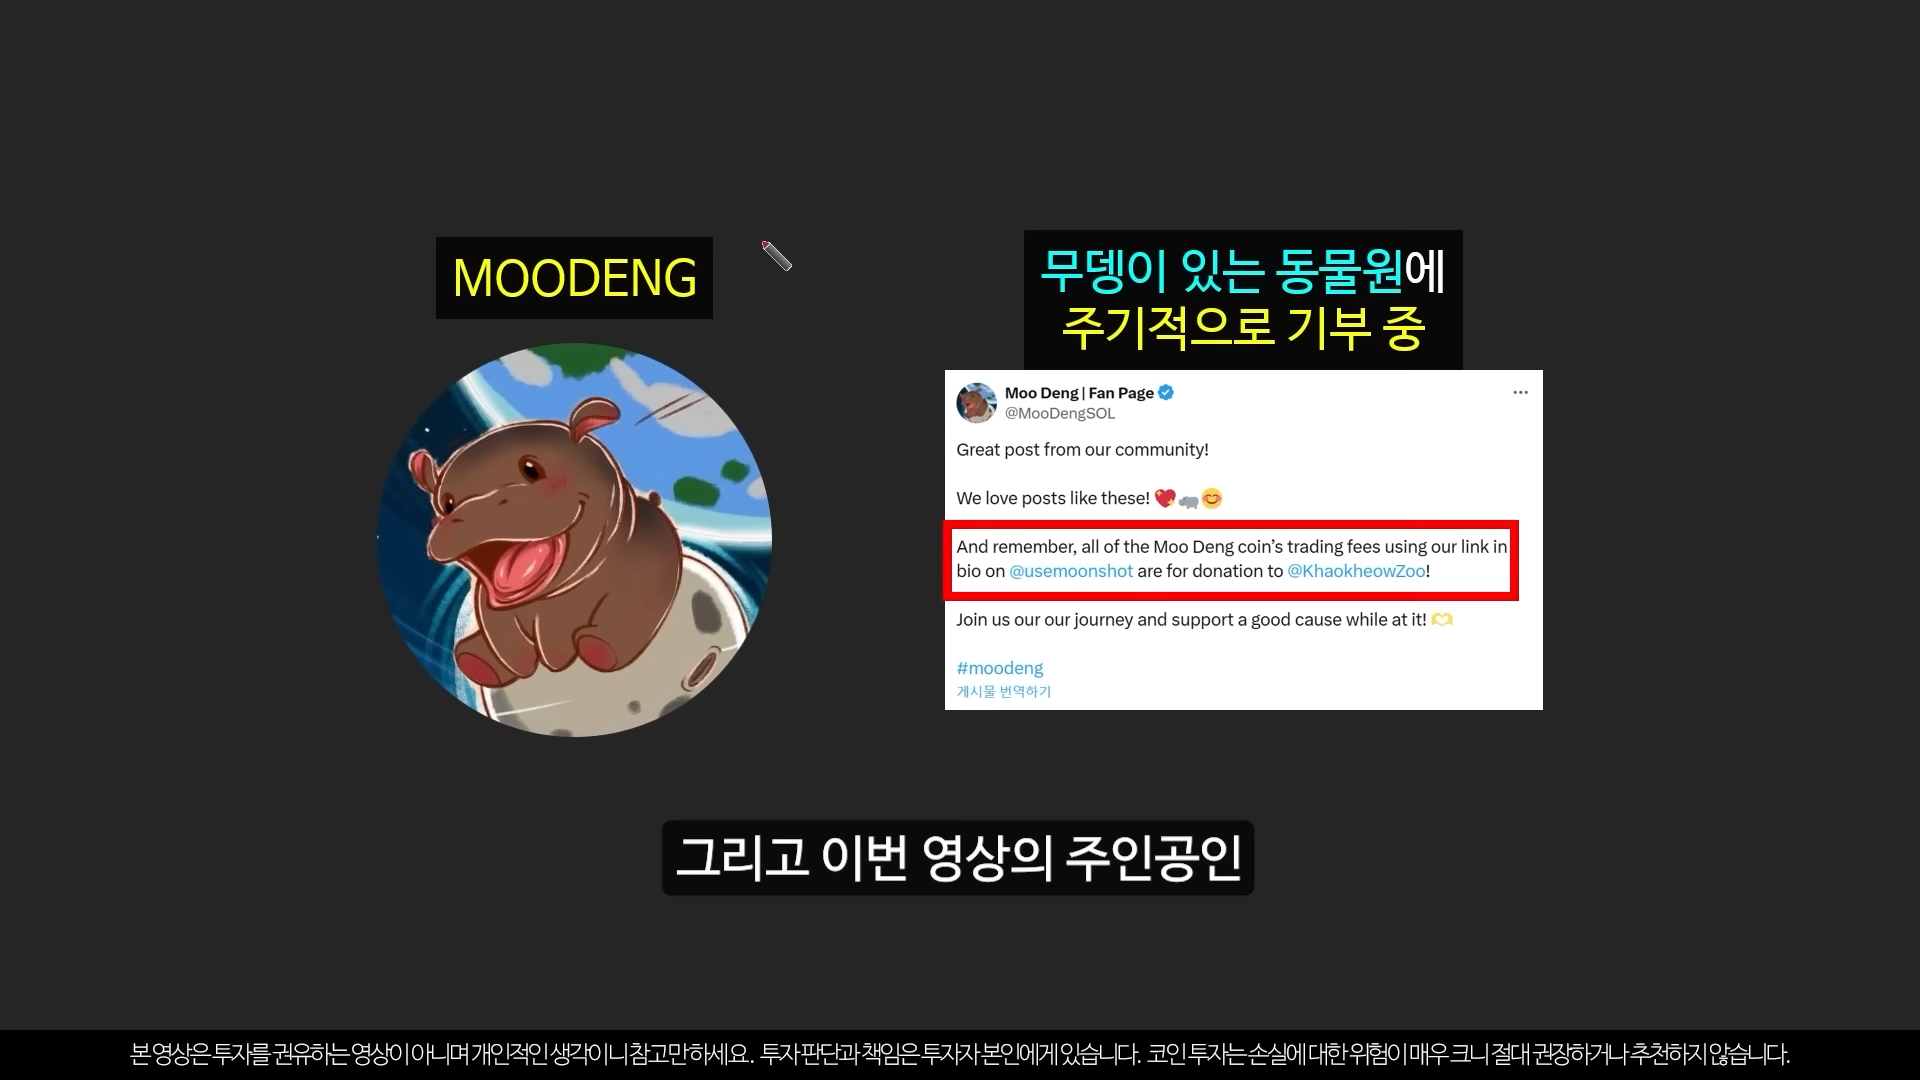 MOODENG
무뎅이 있는 동물원에
주기적으로 기부 중
Moo Deng | Fan Page
@MooDengSOL
Great post from our community!
We love posts like these! 💖🦛😊
And remember, all of the Moo Deng coin’s trading fees using our link in
bio on @usemoonshot are for donation to @KhaokheowZoo!
Join us our our journey and support a good cause while at it! 🫶
#moodeng
게시물 번역하기
그리고 이번 영상의 주인공인
본 영상은 투자를 권유하는 영상이 아니며 개인적인 생각이니 참고만 하세요. 투자 판단과 책임은 투자자 본인에게 있습니다. 코인 투자는 손실에 대한 위험이 매우 크니 절대 권장하거나 추천하지 않습니다.